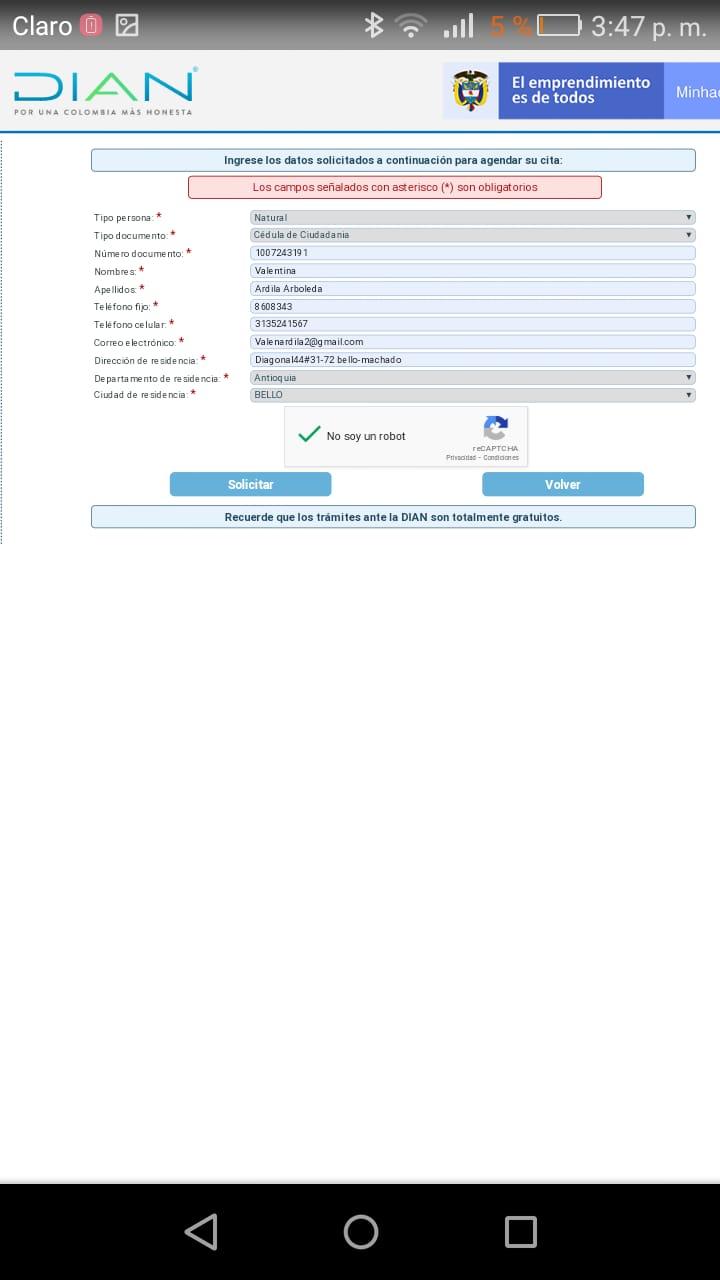 Claro 5 % 3:47 p. m.
DIAN®
POR UNA COLOMBIA MÁS HONESTA
El emprendimiento
es de todos
Minhac
Ingrese los datos solicitados a continuación para agendar su cita:
Los campos señalados con asterisco (*) son obligatorios
Tipo persona: * Natural
Tipo documento: * Cédula de Ciudadania
Número documento: * 1007243191
Nombres: * Valentina
Apellidos: * Ardila Arboleda
Teléfono fijo: * 8608343
Teléfono celular: * 3135241567
Correo electrónico: * Valenardila2@gmail.com
Dirección de residencia: * Diagonal44#31-72 bello-machado
Departamento de residencia: * Antioquia
Ciudad de residencia: * BELLO
No soy un robot
reCAPTCHA
Privacidad - Condiciones
Solicitar Volver
Recuerde que los trámites ante la DIAN son totalmente gratuitos.